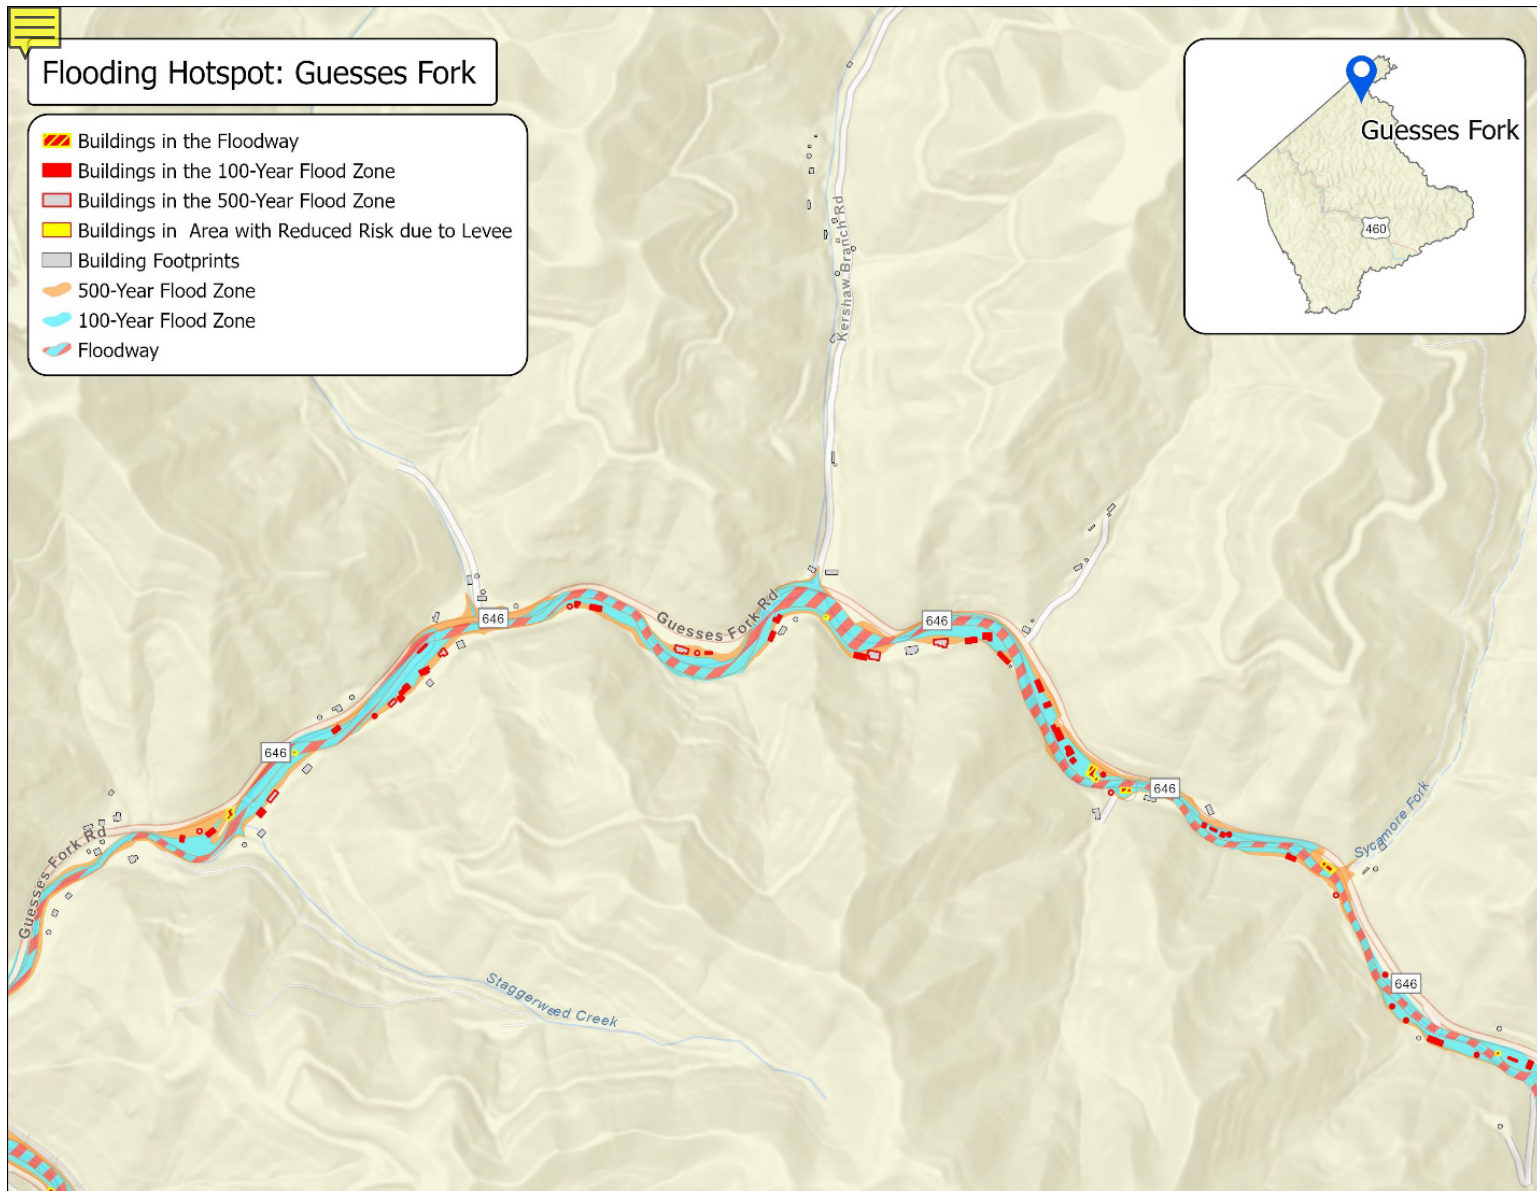 Flooding Hotspot: Guesses Fork
Buildings in the Floodway
Buildings in the 100-Year Flood Zone
Buildings in the 500-Year Flood Zone
Buildings in Area with Reduced Risk due to Levee
Building Footprints
500-Year Flood Zone
100-Year Flood Zone
Floodway
Guesses Fork
460
Kershaw Branch Rd
646
Guesses Fork Rd
646
646
646
Guesses Fork Rd
Sycamore Fork
646
Staggerweed Creek